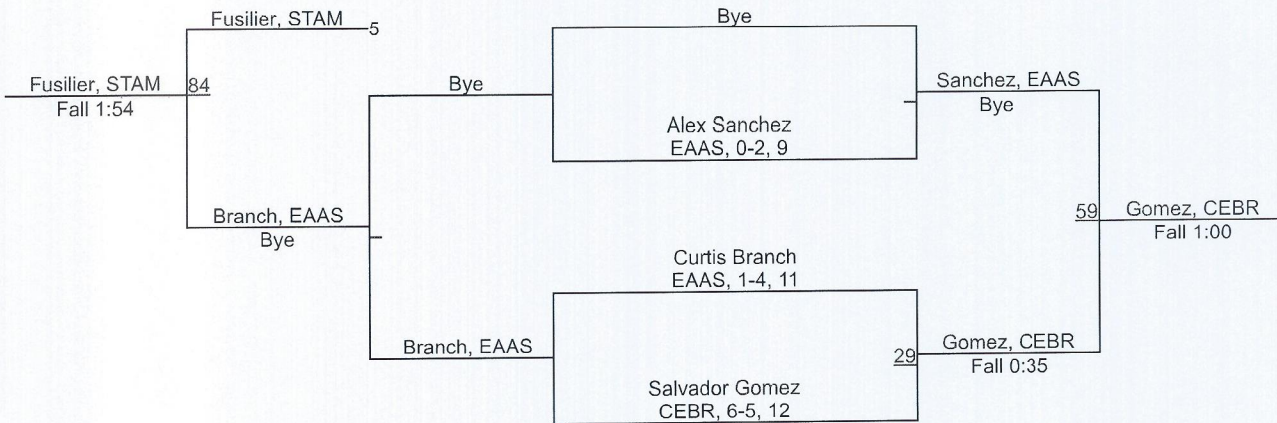 Fusilier, STAM
5
Bye
Fusilier, STAM
84
Fall 1:54
Bye
Sanchez, EAAS
Bye
Alex Sanchez
EAAS, 0-2, 9
Branch, EAAS
Bye
59
Gomez, CEBR
Fall 1:00
Curtis Branch
EAAS, 1-4, 11
Branch, EAAS
29
Gomez, CEBR
Fall 0:35
Salvador Gomez
CEBR, 6-5, 12